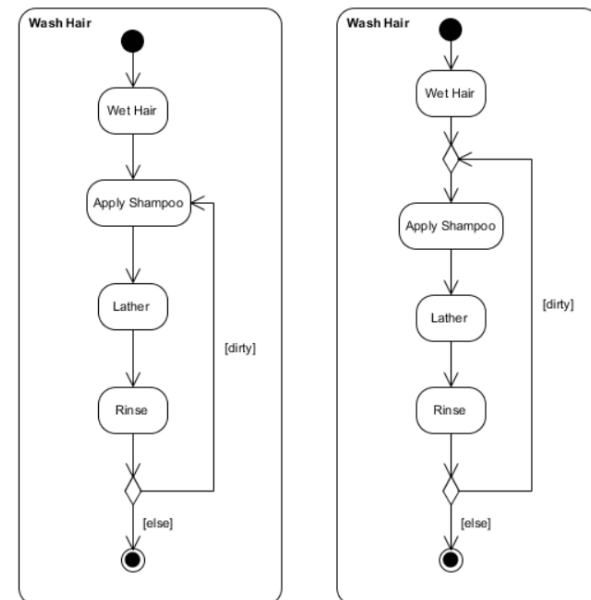 Wash Hair
Wet Hair
Apply Shampoo
Lather
[dirty]
Rinse
[else]
Wash Hair
Wet Hair
Apply Shampoo
[dirty]
Lather
Rinse
[else]